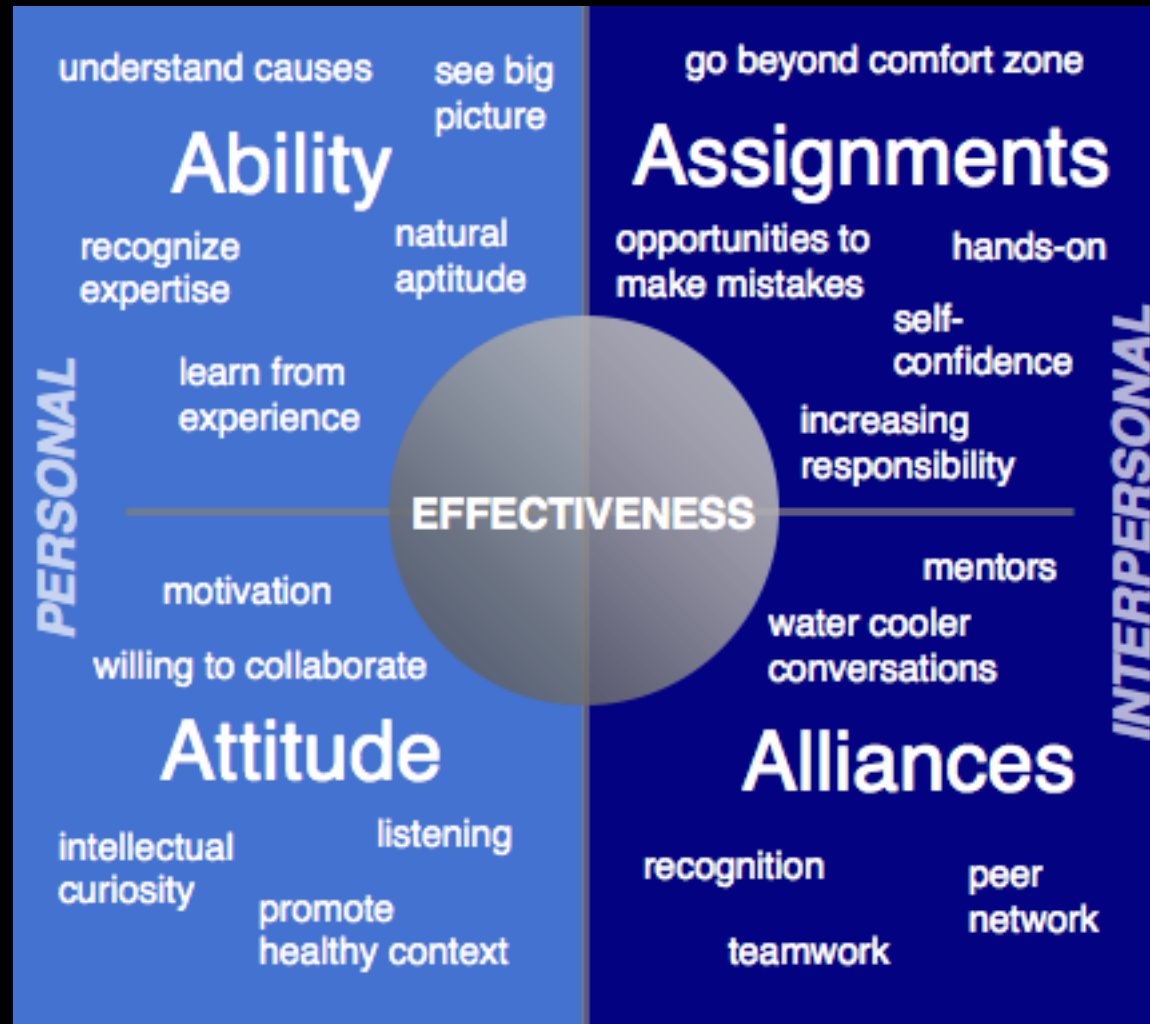 understand causes
see big
picture
Ability
recognize
expertise
natural
aptitude
learn from
experience
PERSONAL
motivation
willing to collaborate
Attitude
intellectual
curiosity
listening
promote
healthy context
EFFECTIVENESS
go beyond comfort zone
Assignments
opportunities to
make mistakes
hands-on
self-
confidence
increasing
responsibility
INTERPERSONAL
mentors
water cooler
conversations
Alliances
recognition
peer
network
teamwork